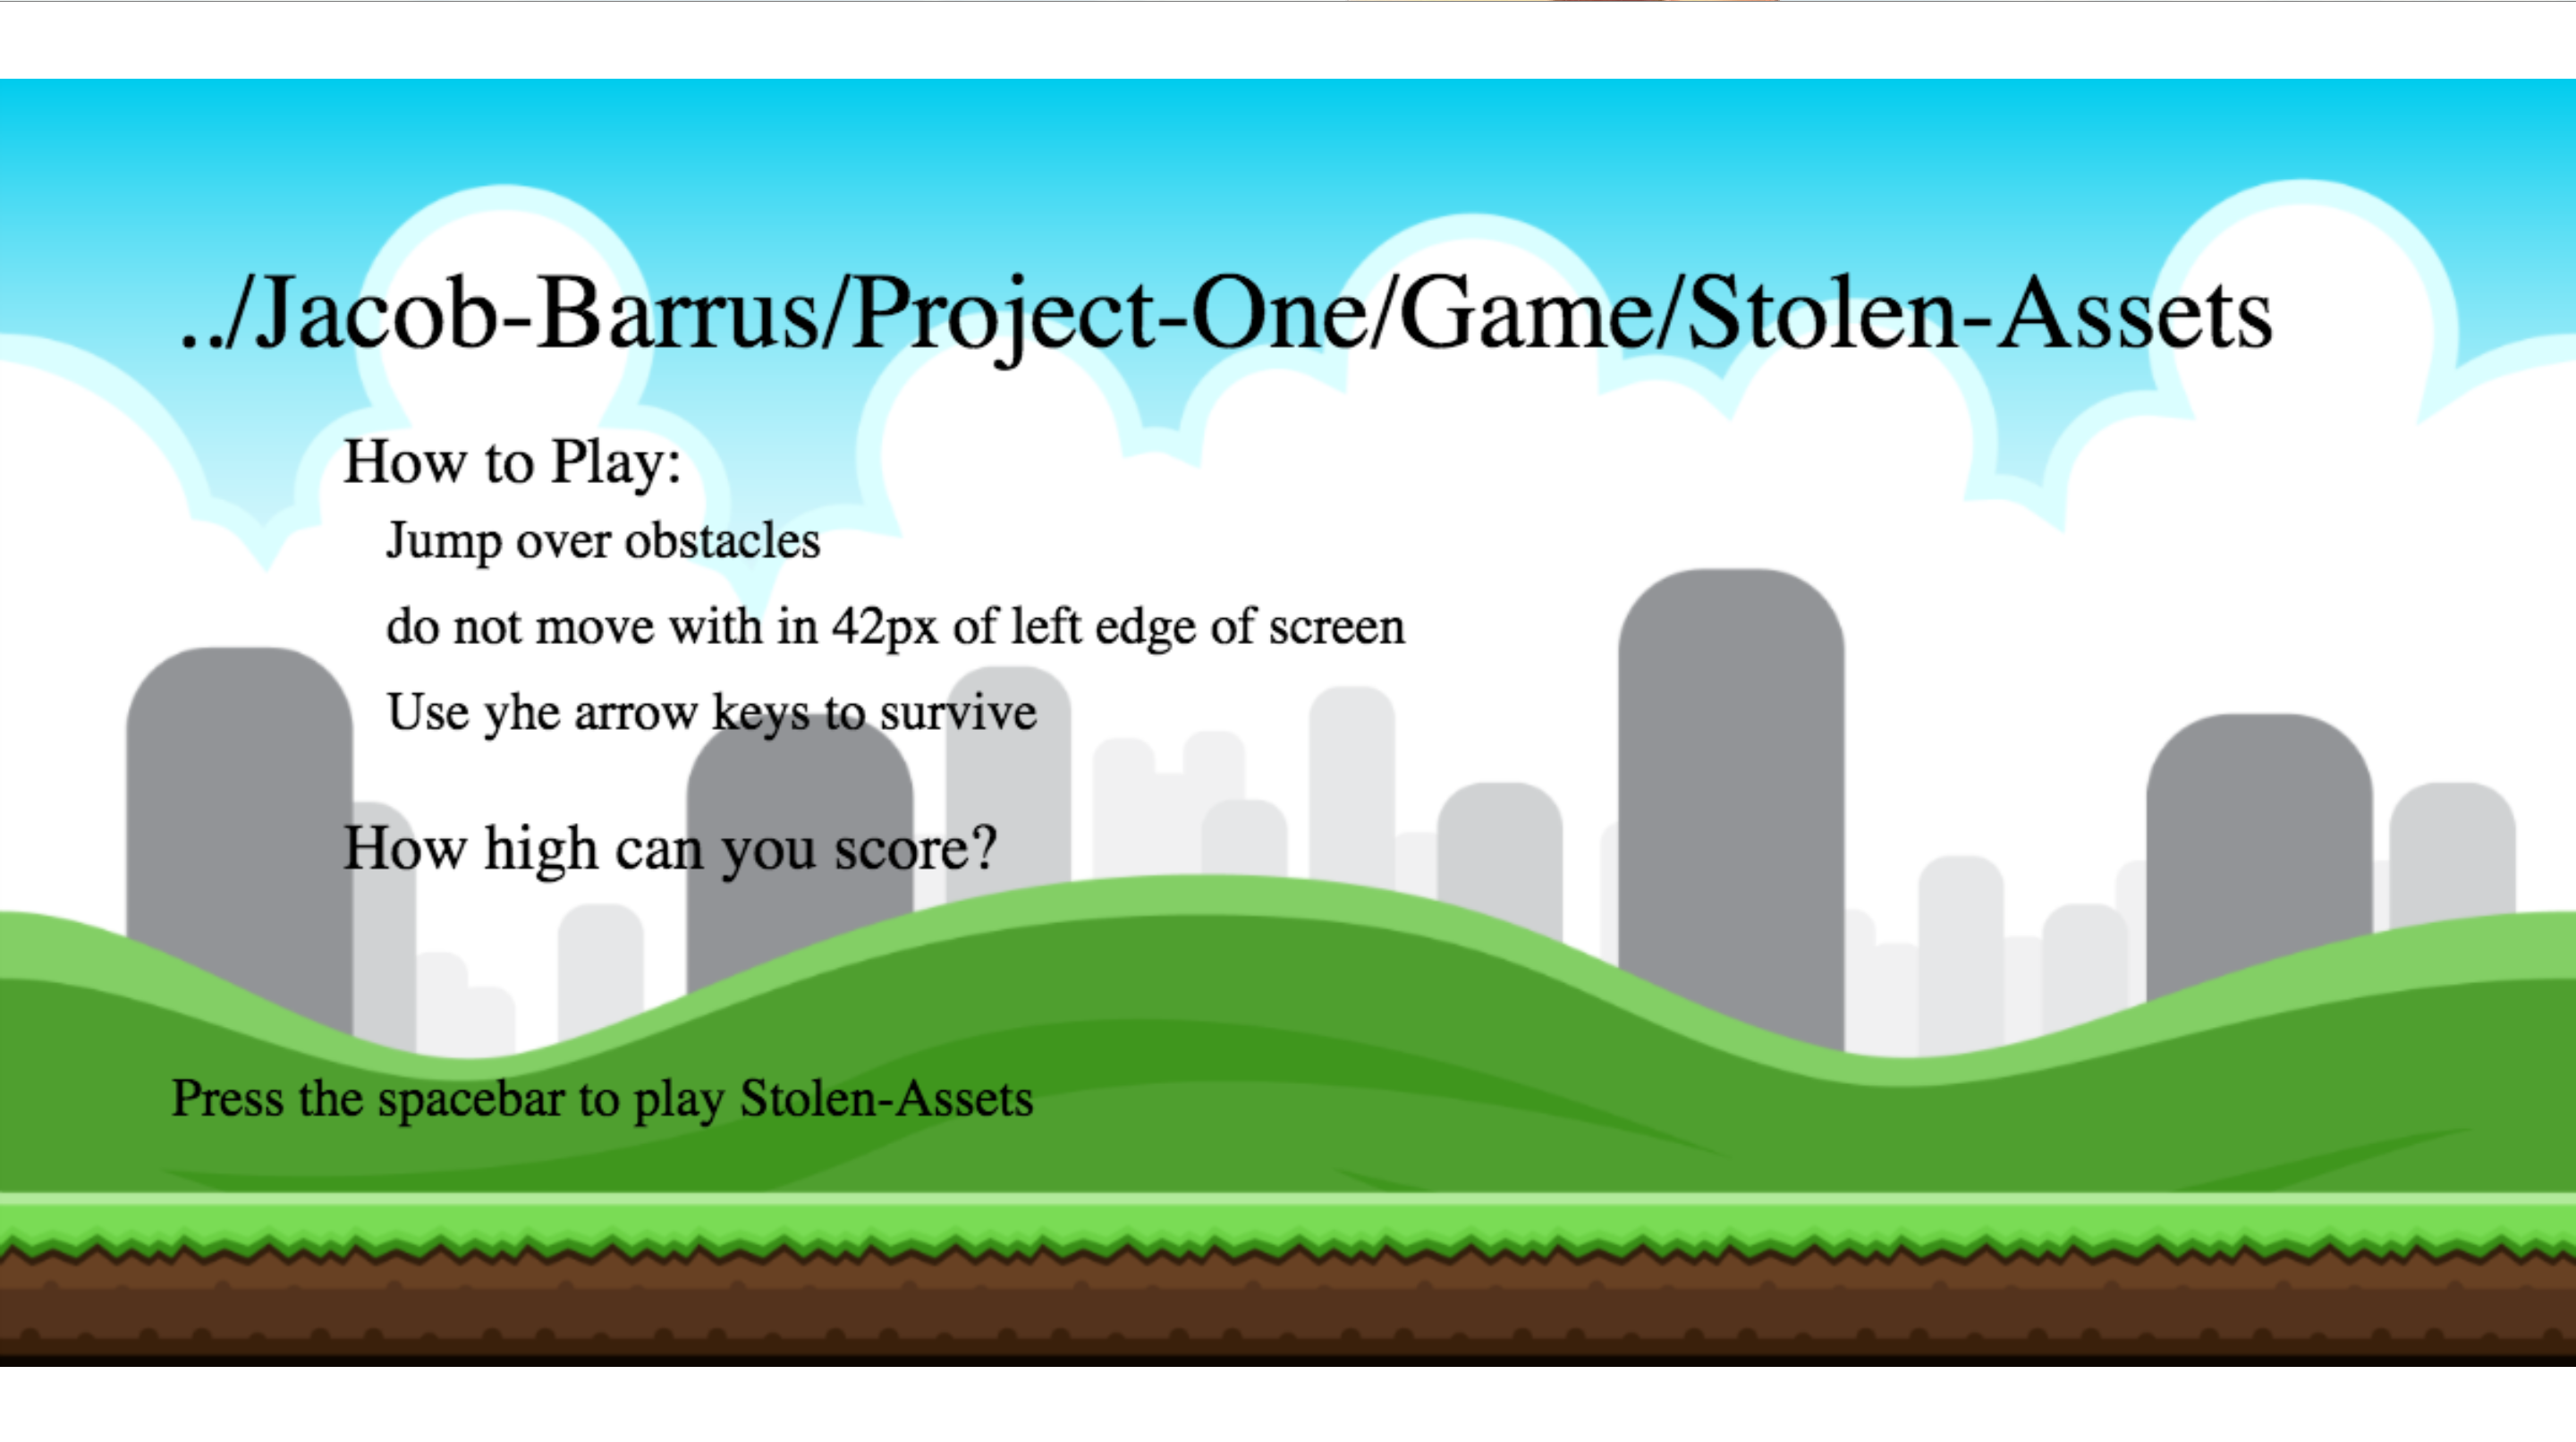 ../Jacob-Barrus/Project-One/Game/Stolen-Assets
How to Play:
Jump over obstacles
do not move with in 42px of left edge of screen
Use yhe arrow keys to survive
How high can you score?
Press the spacebar to play Stolen-Assets